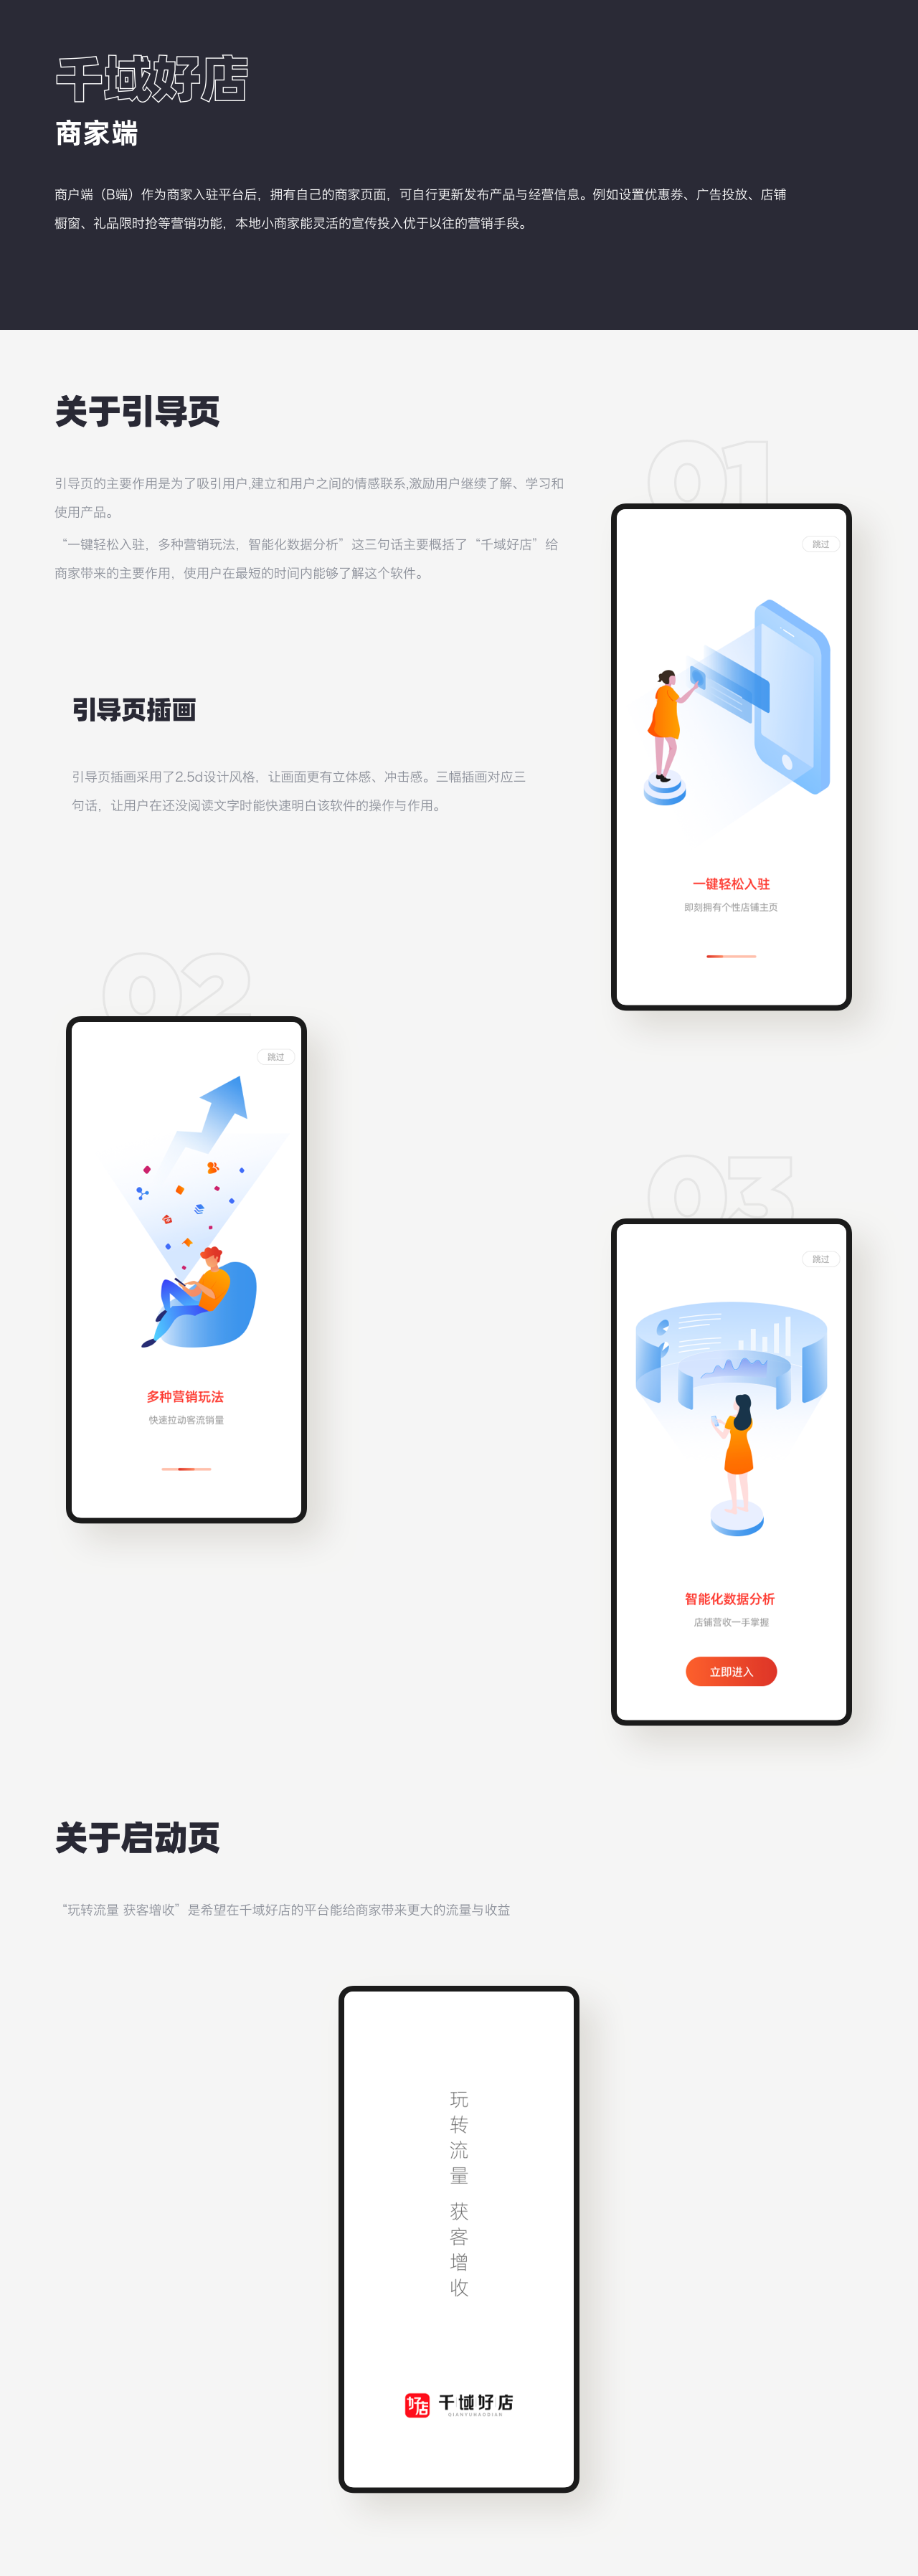 千域好店
商家端
商户端（B端）作为商家入驻平台后，拥有自己的商家页面，可自行更新发布产品与经营信息。例如设置优惠券、广告投放、店铺
橱窗、礼品限时抢等营销功能，本地小商家能灵活的宣传投入优于以往的营销手段。
关于引导页
引导页的主要作用是为了吸引用户,建立和用户之间的情感联系,激励用户继续了解、学习和
使用产品。
“一键轻松入驻，多种营销玩法，智能化数据分析”这三句话主要概括了“千域好店”给
商家带来的主要作用，使用户在最短的时间内能够了解这个软件。
01
跳过
引导页插画
引导页插画采用了2.5d设计风格，让画面更有立体感、冲击感。三幅插画对应三
句话，让用户在还没阅读文字时能快速明白该软件的操作与作用。
一键轻松入驻
即刻拥有个性店铺主页
02
跳过
多种营销玩法
快速拉动客流销量
03
跳过
智能化数据分析
店铺营收一手掌握
立即进入
关于启动页
“玩转流量 获客增收”是希望在千域好店的平台能给商家带来更大的流量与收益
玩转流量 获客增收
好店
千域好店
QIANYUHAODIAN